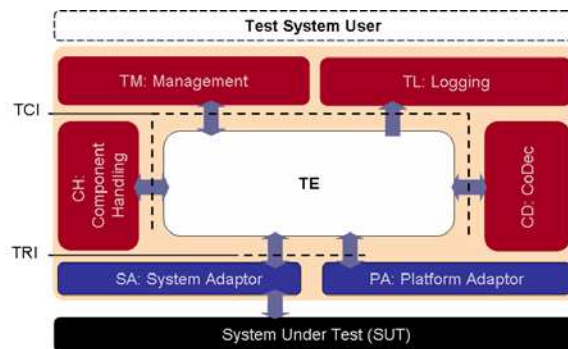 Test System User
TM: Management
TL: Logging
TCI
CH:
Component
Handling
TE
CD: CoDec
TRI
SA: System Adaptor
PA: Platform Adaptor
System Under Test (SUT)